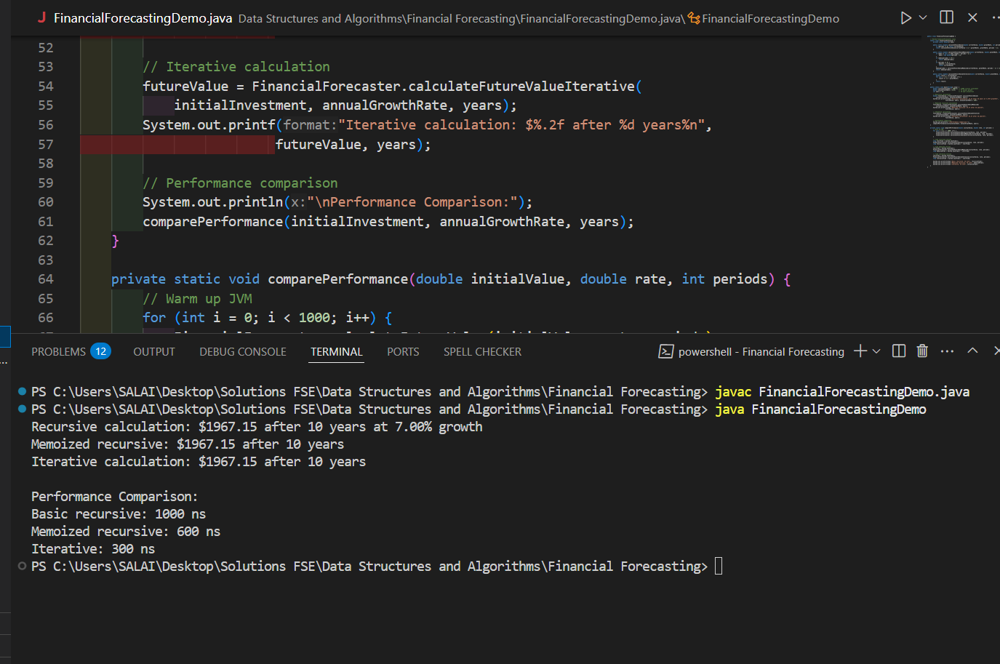 J FinancialForecastingDemo.java Data Structures and Algorithms\Financial Forecasting\FinancialForecastingDemo.java\ FinancialForecastingDemo
52
53 // Iterative calculation
54 futureValue = FinancialForecaster.calculateFutureValueIterative(
55 initialInvestment, annualGrowthRate, years);
56 System.out.printf(format:"Iterative calculation: $%.2f after %d years%n",
57 futureValue, years);
58
59 // Performance comparison
60 System.out.println(x:"\nPerformance Comparison:");
61 comparePerformance(initialInvestment, annualGrowthRate, years);
62 }
63
64 private static void comparePerformance(double initialValue, double rate, int periods) {
65 // Warm up JVM
66 for (int i = 0; i < 1000; i++) {
PROBLEMS 12 OUTPUT DEBUG CONSOLE TERMINAL PORTS SPELL CHECKER powershell - Financial Forecasting
PS C:\Users\SALAI\Desktop\Solutions FSE\Data Structures and Algorithms\Financial Forecasting> javac FinancialForecastingDemo.java
PS C:\Users\SALAI\Desktop\Solutions FSE\Data Structures and Algorithms\Financial Forecasting> java FinancialForecastingDemo
Recursive calculation: $1967.15 after 10 years at 7.00% growth
Memoized recursive: $1967.15 after 10 years
Iterative calculation: $1967.15 after 10 years
Performance Comparison:
Basic recursive: 1000 ns
Memoized recursive: 600 ns
Iterative: 300 ns
PS C:\Users\SALAI\Desktop\Solutions FSE\Data Structures and Algorithms\Financial Forecasting>